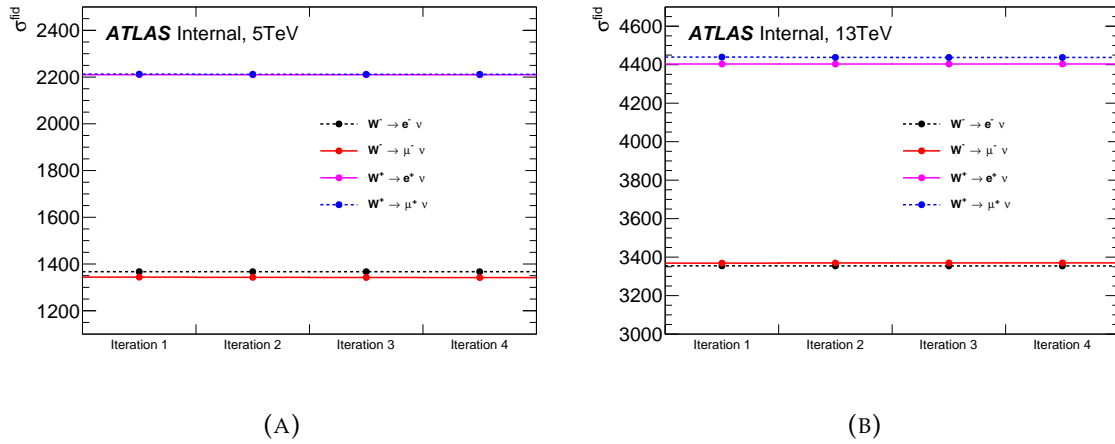 σ^fid
ATLAS Internal, 5TeV
2400
2200
2000
1800
1600
1400
1200
W⁻ → e⁻ ν
W⁻ → μ⁻ ν
W⁺ → e⁺ ν
W⁺ → μ⁺ ν
Iteration 1 Iteration 2 Iteration 3 Iteration 4
(A)
σ^fid
ATLAS Internal, 13TeV
4600
4400
4200
4000
3800
3600
3400
3200
3000
W⁻ → e⁻ ν
W⁻ → μ⁻ ν
W⁺ → e⁺ ν
W⁺ → μ⁺ ν
Iteration 1 Iteration 2 Iteration 3 Iteration 4
(B)